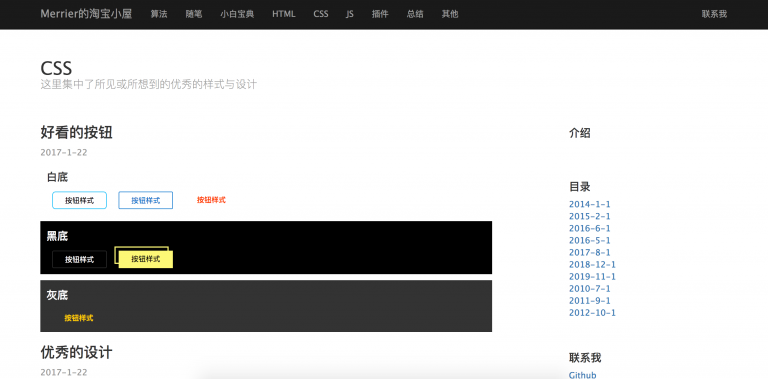 Merrier的淘宝小屋 算法 随笔 小白宝典 HTML CSS JS 插件 总结 其他 联系我
CSS
这里集中了所见或所想到的优秀的样式与设计
好看的按钮
2017-1-22
白底
按钮样式 按钮样式 按钮样式
黑底
按钮样式 按钮样式
灰底
按钮样式
优秀的设计
2017-1-22
介绍
目录
2014-1-1
2015-2-1
2016-6-1
2016-5-1
2017-8-1
2018-12-1
2019-11-1
2010-7-1
2011-9-1
2012-10-1
联系我
Github